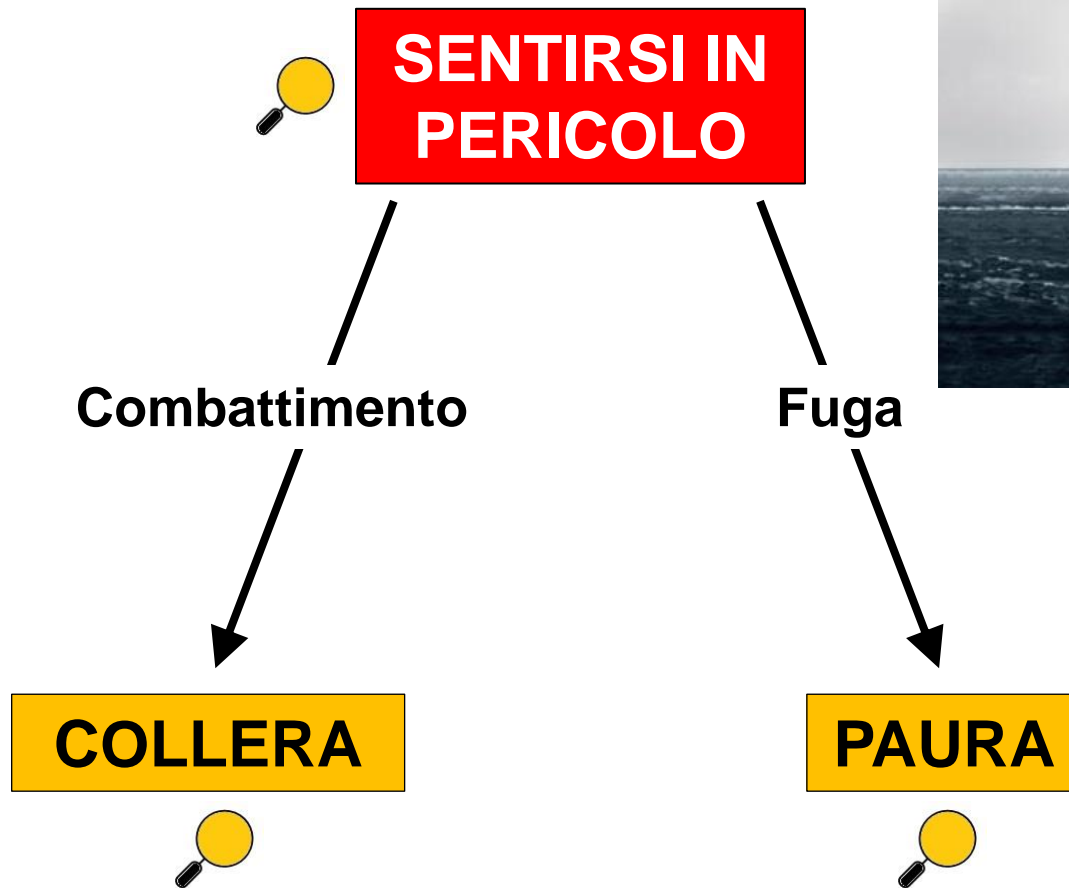 SENTIRSI IN
PERICOLO
Combattimento
Fuga
COLLERA
PAURA